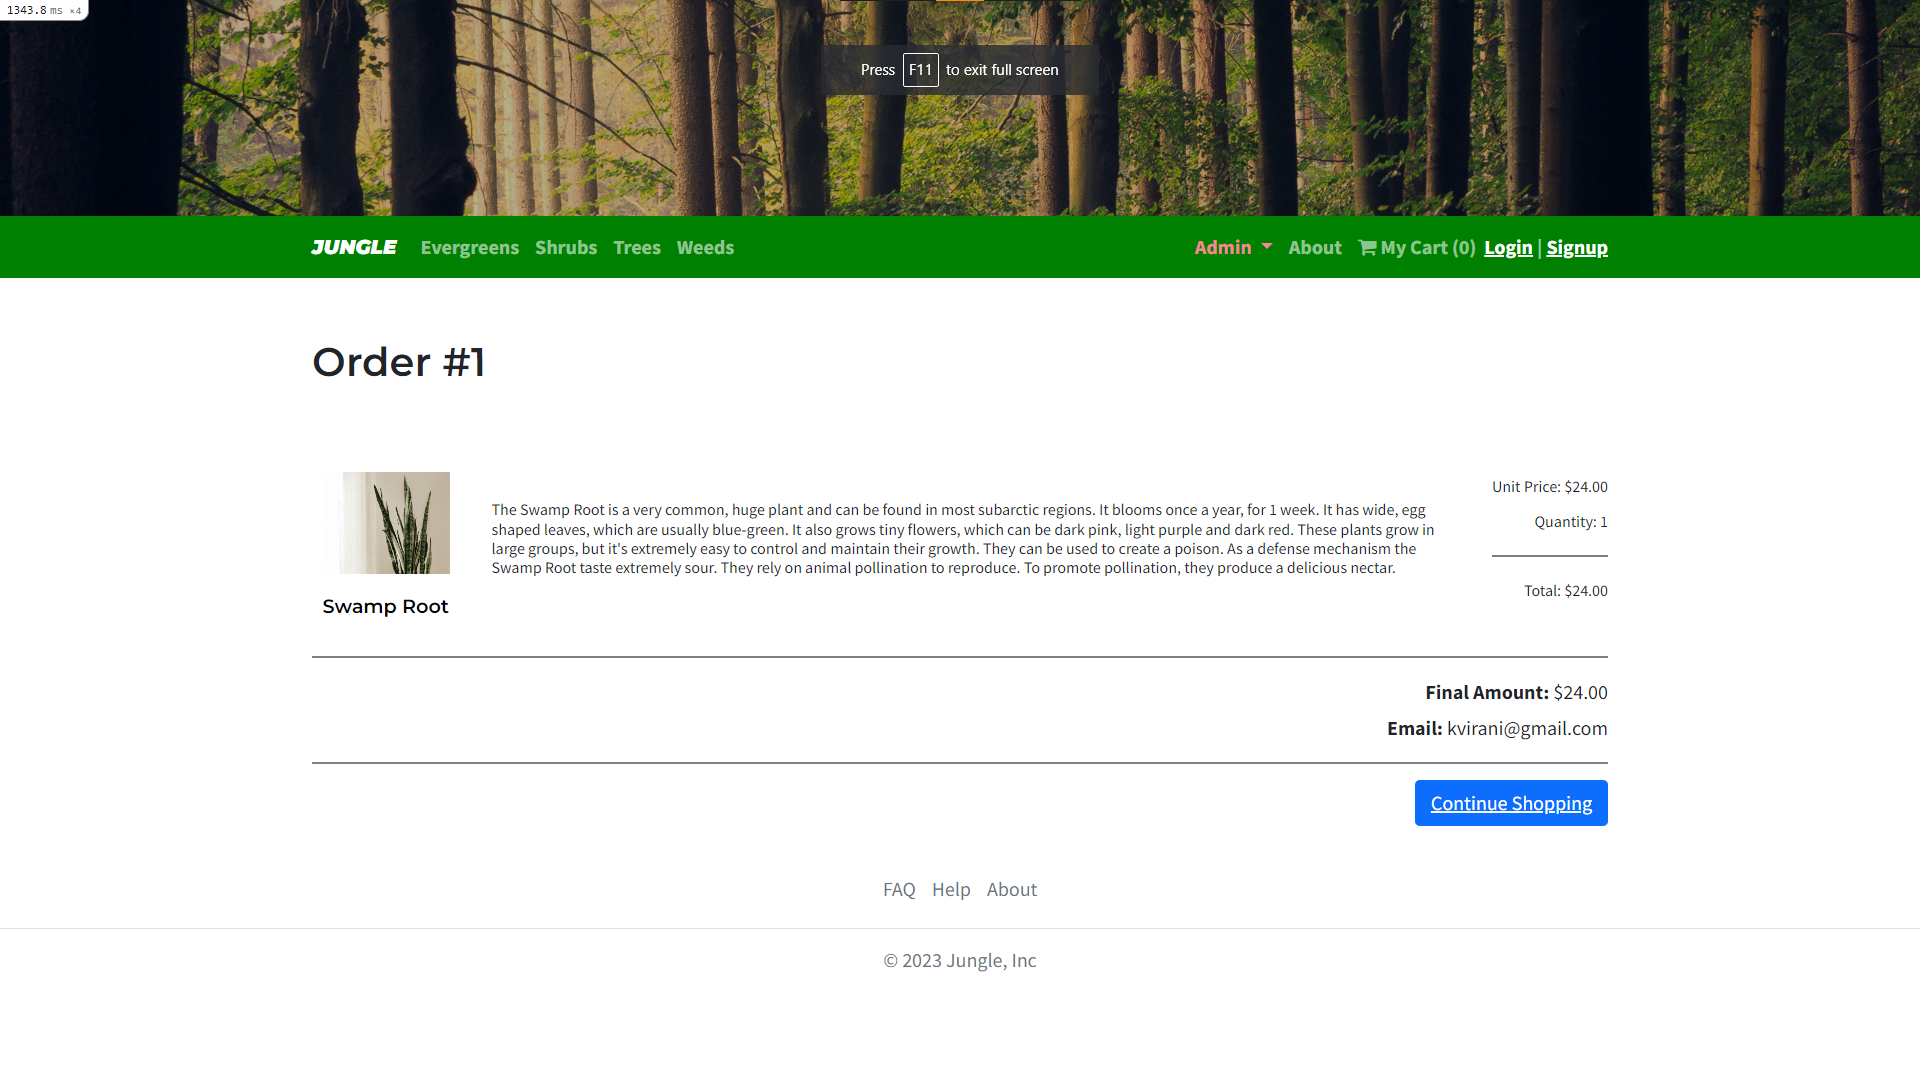 1343.8 ms ×4
Press F11 to exit full screen
JUNGLE Evergreens Shrubs Trees Weeds Admin About My Cart (0) Login | Signup
Order #1
The Swamp Root is a very common, huge plant and can be found in most subarctic regions. It blooms once a year, for 1 week. It has wide, egg
shaped leaves, which are usually blue-green. It also grows tiny flowers, which can be dark pink, light purple and dark red. These plants grow in
large groups, but it's extremely easy to control and maintain their growth. They can be used to create a poison. As a defense mechanism the
Swamp Root taste extremely sour. They rely on animal pollination to reproduce. To promote pollination, they produce a delicious nectar.
Swamp Root
Unit Price: $24.00
Quantity: 1
Total: $24.00
Final Amount: $24.00
Email: kvirani@gmail.com
Continue Shopping
FAQ Help About
© 2023 Jungle, Inc